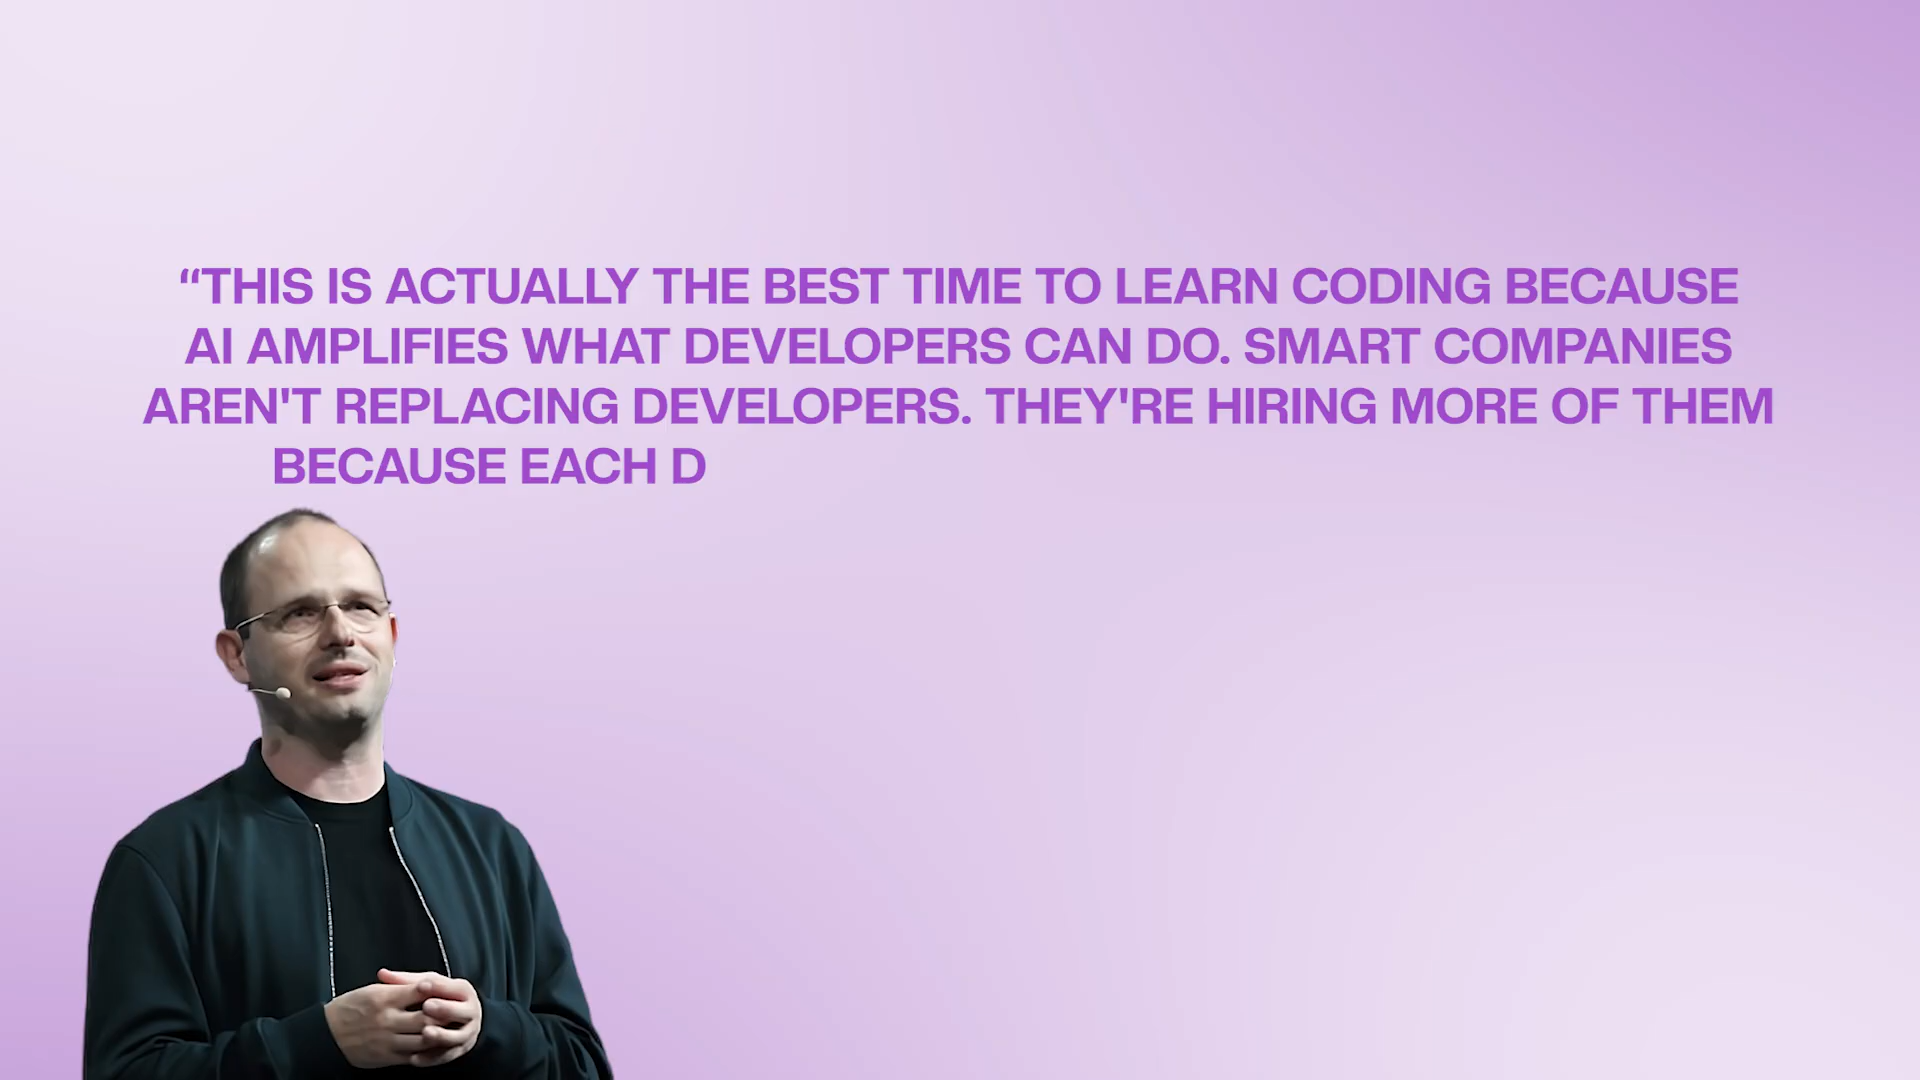 “THIS IS ACTUALLY THE BEST TIME TO LEARN CODING BECAUSE
AI AMPLIFIES WHAT DEVELOPERS CAN DO. SMART COMPANIES
AREN'T REPLACING DEVELOPERS. THEY'RE HIRING MORE OF THEM
BECAUSE EACH D